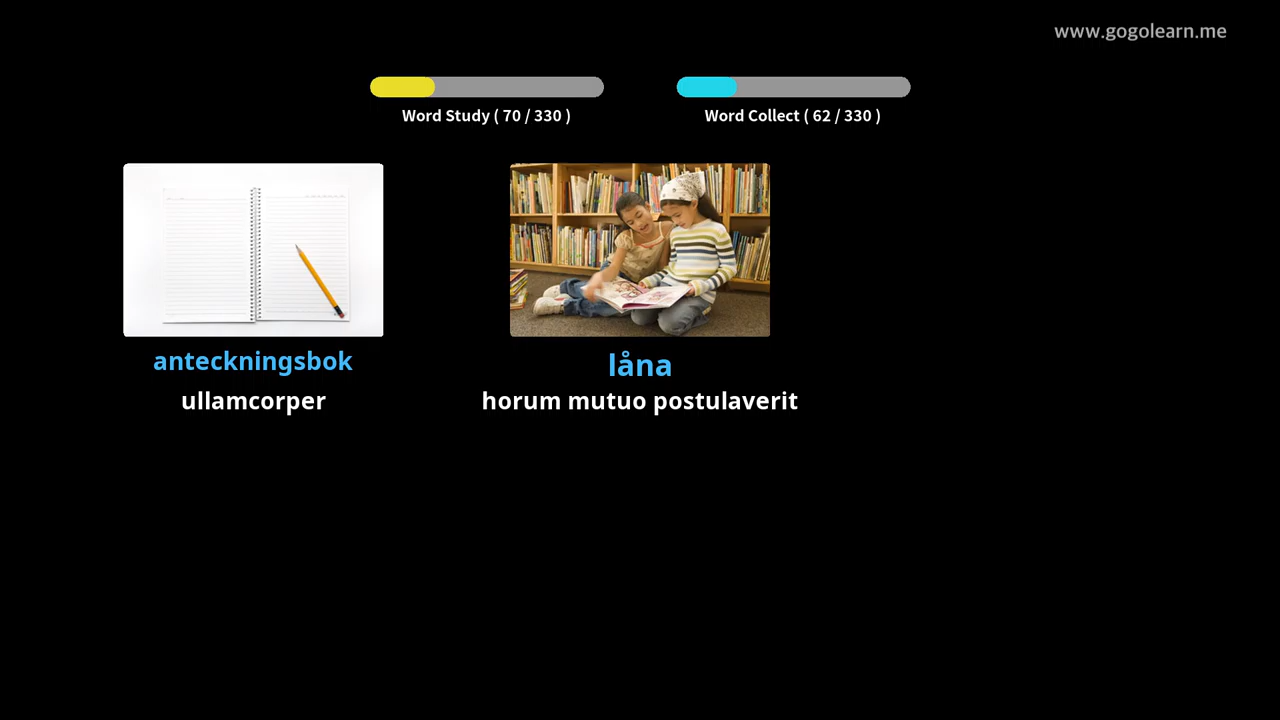 www.gogolearn.me
Word Study ( 70 / 330 )
Word Collect ( 62 / 330 )
anteckningsbok
ullamcorper
låna
horum mutuo postulaverit